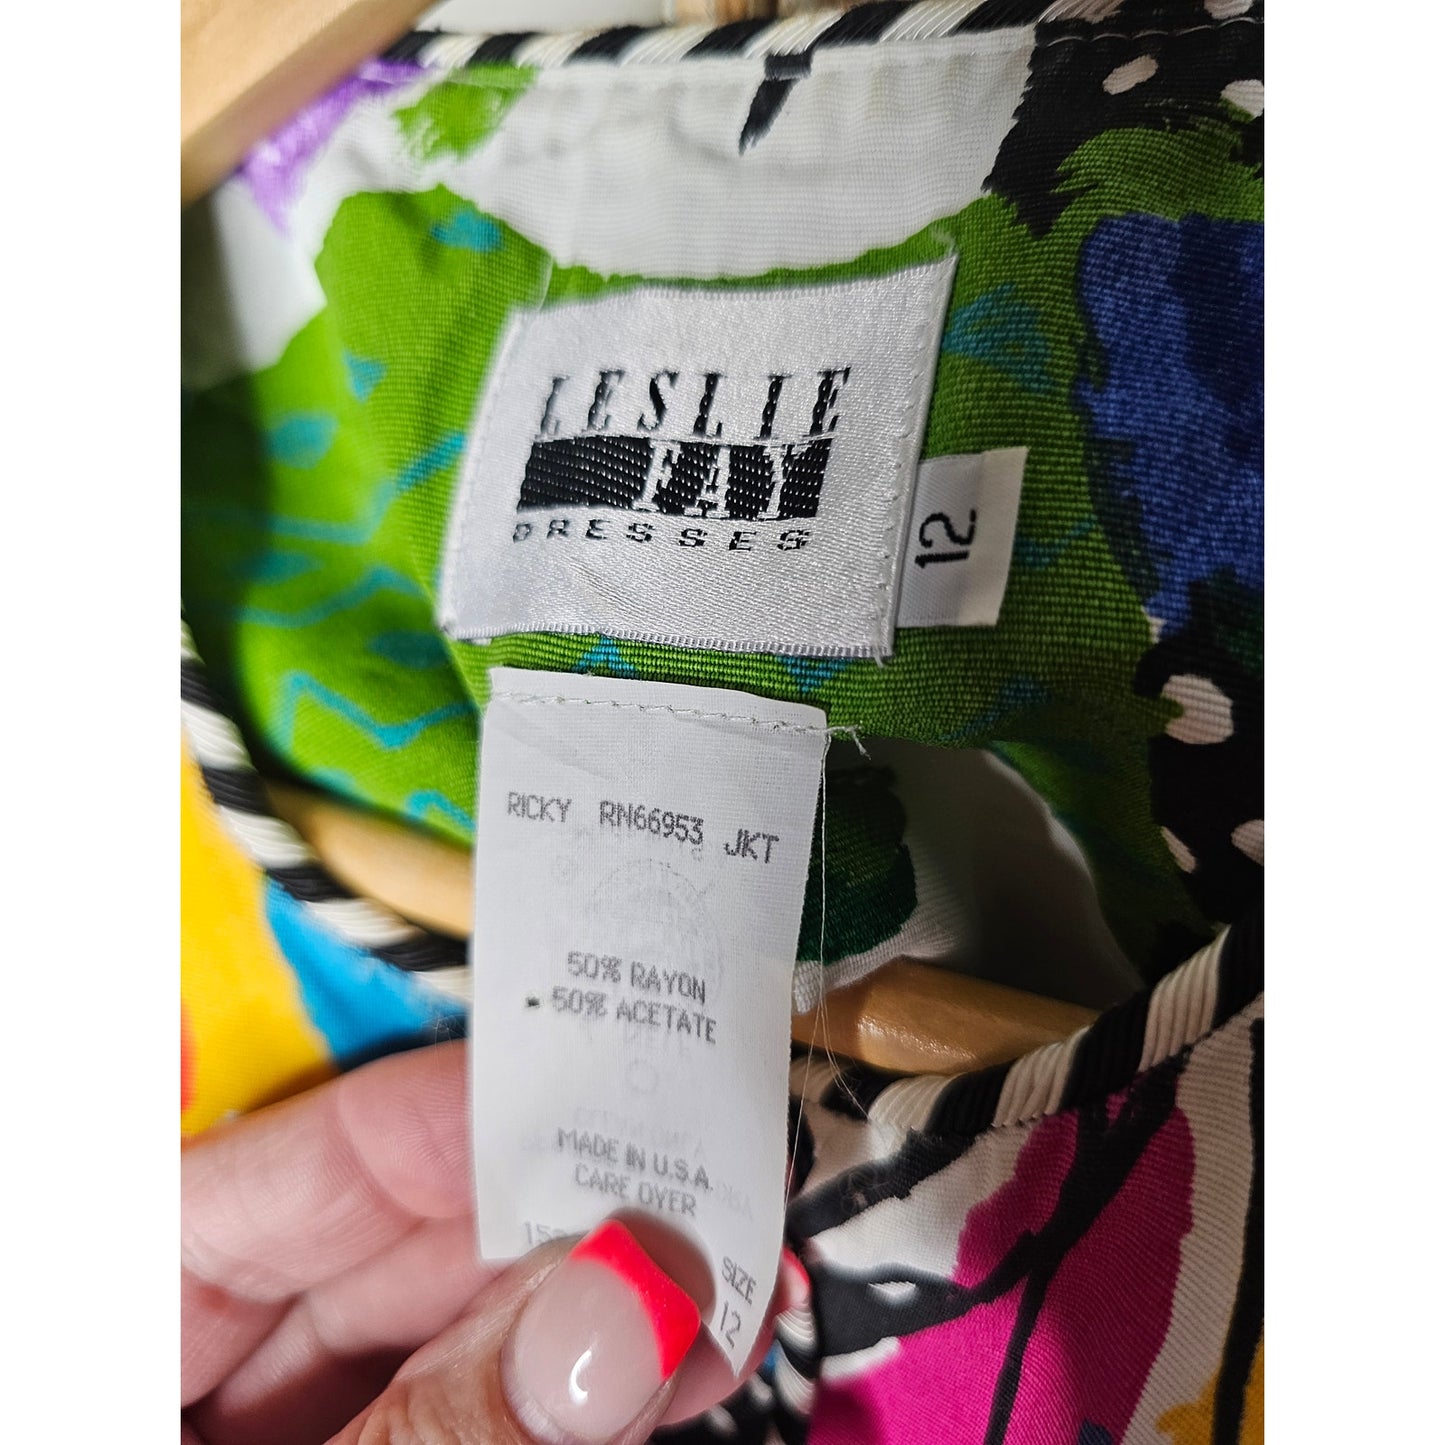 LESLIE
FAY
DRESSES
12
RICKY RN66953 JKT
50% RAYON
50% ACETATE
MADE IN U.S.A.
CARE OVER
SIZE
12